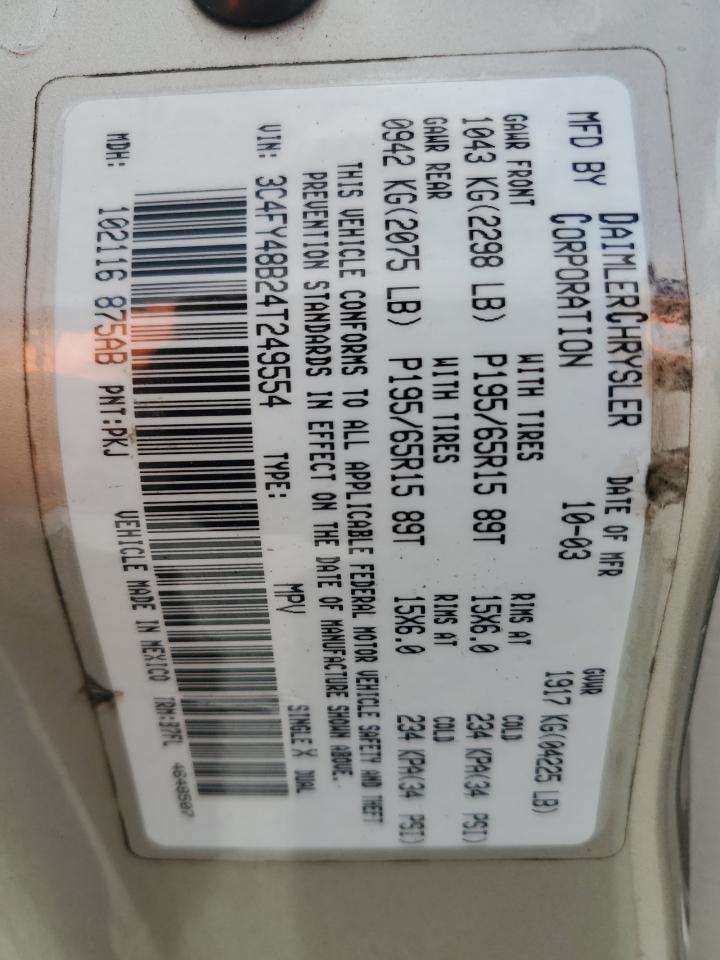 MFD BY DAIMLERCHRYSLER CORPORATION DATE OF MFR 10-03 GVWR 1917 KG(04225 LB)
GAWR FRONT WITH TIRES RIMS AT COLD
1043 KG(2298 LB) P195/65R15 89T 15X6.0 234 KPA(34 PSI)
GAWR REAR WITH TIRES RIMS AT COLD
0942 KG(2075 LB) P195/65R15 89T 15X6.0 234 KPA(34 PSI)
THIS VEHICLE CONFORMS TO ALL APPLICABLE FEDERAL MOTOR VEHICLE SAFETY AND THEFT
PREVENTION STANDARDS IN EFFECT ON THE DATE OF MANUFACTURE SHOWN ABOVE.
VIN: 3C4FY48B24T249554 TYPE: MPV SINGLE X DUAL
MDH: 102116 875AB PNT:PKJ VEHICLE MADE IN MEXICO TRM:B7FL 4648507